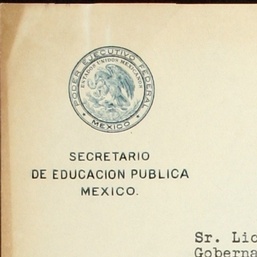 PODER EJECUTIVO FEDERAL
ESTADOS UNIDOS MEXICANOS
MEXICO
SECRETARIO
DE EDUCACION PUBLICA
MEXICO.
Sr. Lic
Goberna